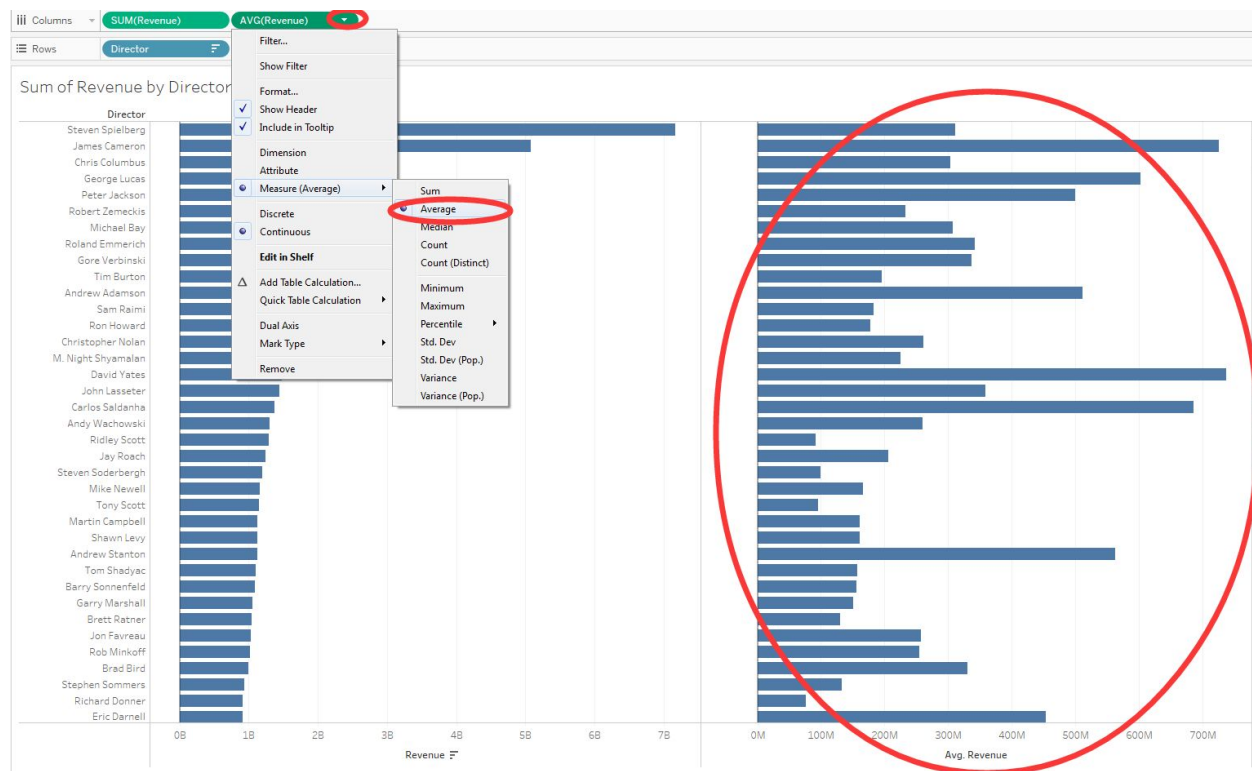 Columns
SUM(Revenue)
AVG(Revenue)
Rows
Director
Sum of Revenue by Director
Filter...
Show Filter
Format...
Show Header
Include in Tooltip
Dimension
Attribute
Measure (Average)
Discrete
Continuous
Edit in Shelf
Add Table Calculation...
Quick Table Calculation
Dual Axis
Mark Type
Remove
Sum
Average
Median
Count
Count (Distinct)
Minimum
Maximum
Percentile
Std. Dev
Std. Dev (Pop.)
Variance
Variance (Pop.)
Director
Steven Spielberg
James Cameron
Chris Columbus
George Lucas
Peter Jackson
Robert Zemeckis
Michael Bay
Roland Emmerich
Gore Verbinski
Tim Burton
Andrew Adamson
Sam Raimi
Ron Howard
Christopher Nolan
M. Night Shyamalan
David Yates
John Lasseter
Carlos Saldanha
Andy Wachowski
Ridley Scott
Jay Roach
Steven Soderbergh
Mike Newell
Tony Scott
Martin Campbell
Shawn Levy
Andrew Stanton
Tom Shadyac
Barry Sonnenfeld
Garry Marshall
Brett Ratner
Jon Favreau
Rob Minkoff
Brad Bird
Stephen Sommers
Richard Donner
Eric Darnell
0B 1B 2B 3B 4B 5B 6B 7B
Revenue
0M 100M 200M 300M 400M 500M 600M 700M
Avg. Revenue